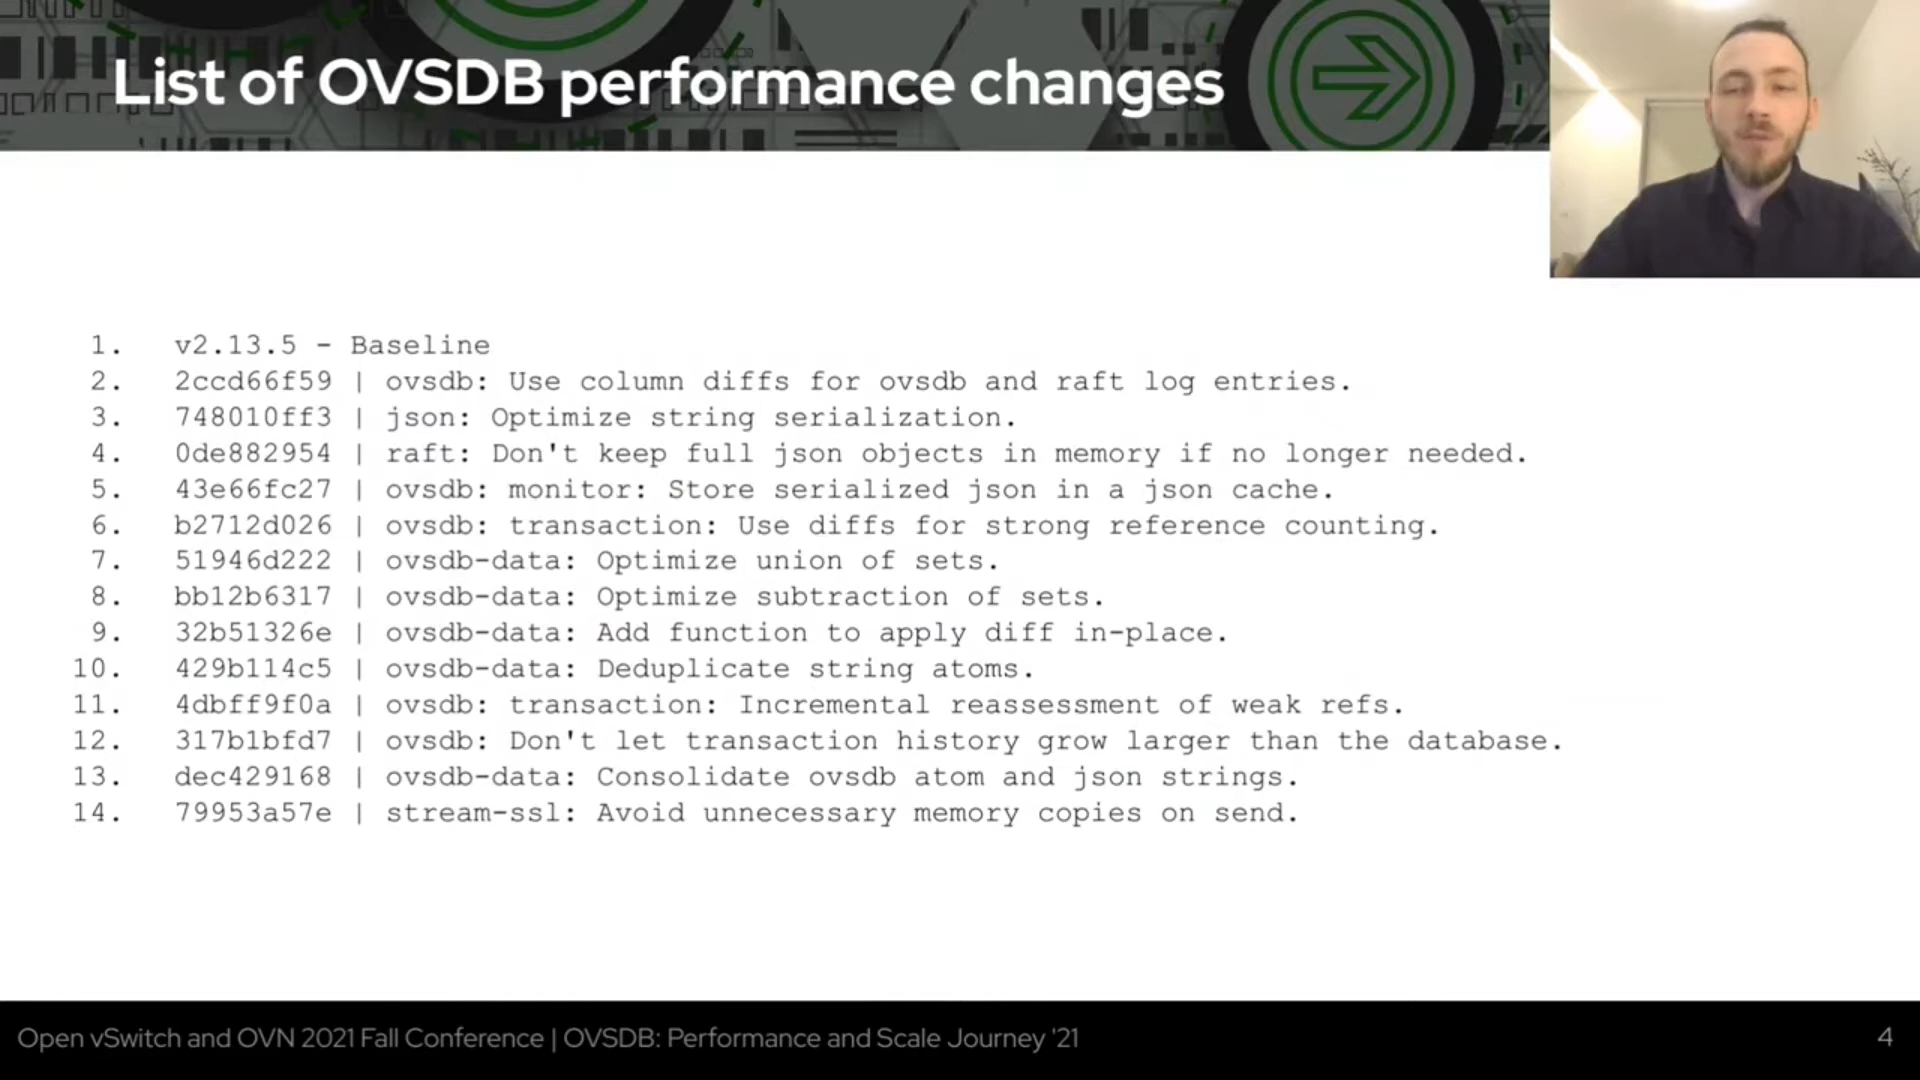 List of OVSDB performance changes
1. v2.13.5 - Baseline
2. 2ccd66f59 | ovsdb: Use column diffs for ovsdb and raft log entries.
3. 748010ff3 | json: Optimize string serialization.
4. 0de882954 | raft: Don't keep full json objects in memory if no longer needed.
5. 43e66fc27 | ovsdb: monitor: Store serialized json in a json cache.
6. b2712d026 | ovsdb: transaction: Use diffs for strong reference counting.
7. 51946d222 | ovsdb-data: Optimize union of sets.
8. bb12b6317 | ovsdb-data: Optimize subtraction of sets.
9. 32b51326e | ovsdb-data: Add function to apply diff in-place.
10. 429b114c5 | ovsdb-data: Deduplicate string atoms.
11. 4dbff9f0a | ovsdb: transaction: Incremental reassessment of weak refs.
12. 317b1bfd7 | ovsdb: Don't let transaction history grow larger than the database.
13. dec429168 | ovsdb-data: Consolidate ovsdb atom and json strings.
14. 79953a57e | stream-ssl: Avoid unnecessary memory copies on send.
Open vSwitch and OVN 2021 Fall Conference | OVSDB: Performance and Scale Journey '21
4